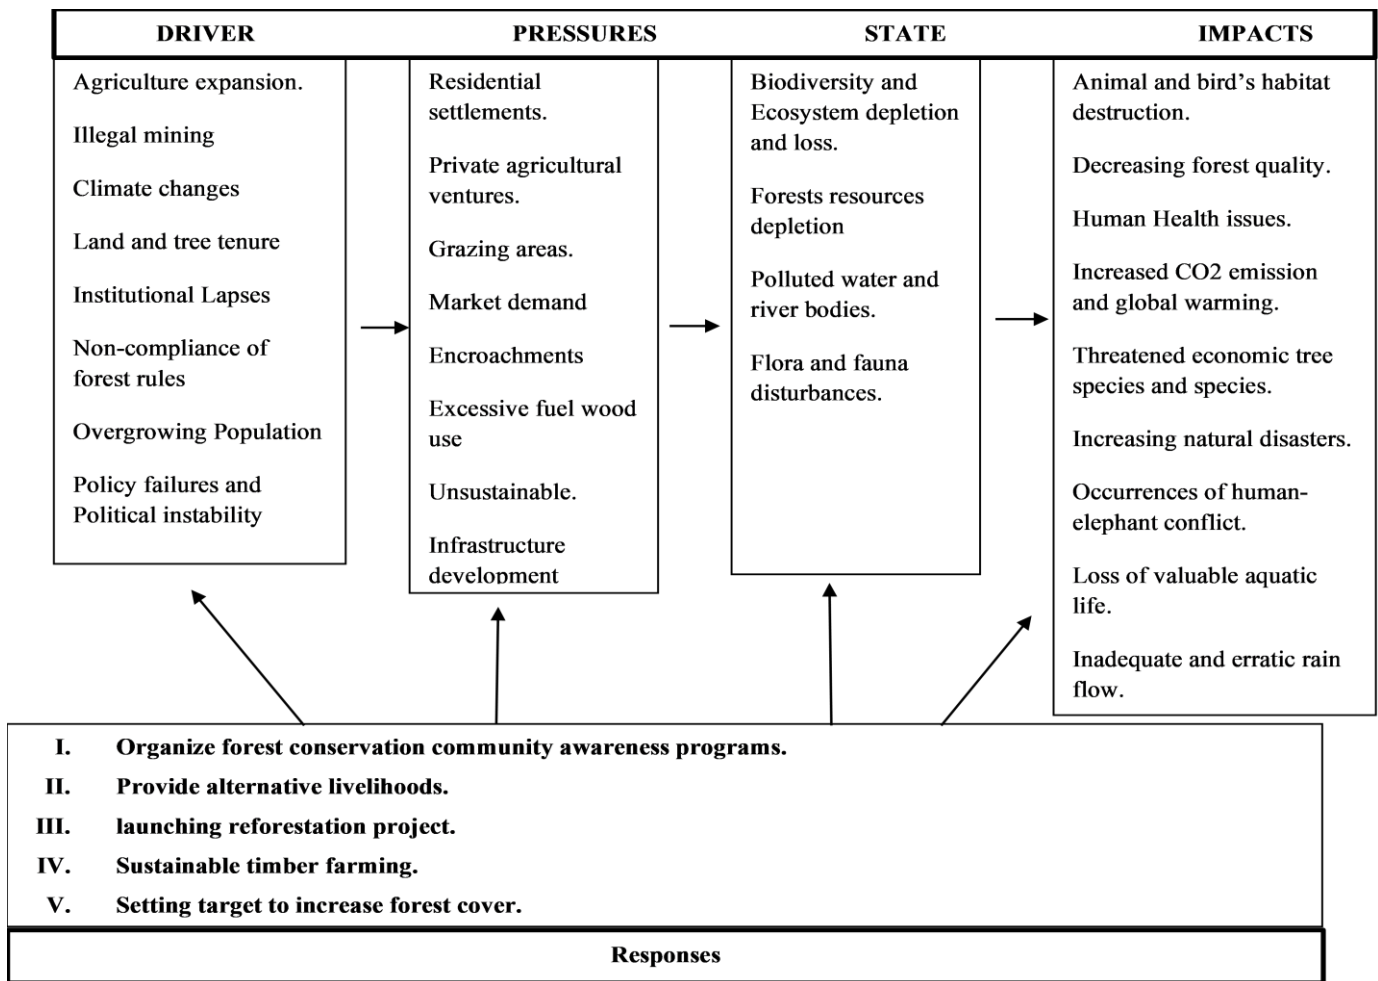 DRIVER PRESSURES STATE IMPACTS
Agriculture expansion.
Illegal mining
Climate changes
Land and tree tenure
Institutional Lapses
Non-compliance of
forest rules
Overgrowing Population
Policy failures and
Political instability
Residential
settlements.
Private agricultural
ventures.
Grazing areas.
Market demand
Encroachments
Excessive fuel wood
use
Unsustainable.
Infrastructure
development
Biodiversity and
Ecosystem depletion
and loss.
Forests resources
depletion
Polluted water and
river bodies.
Flora and fauna
disturbances.
Animal and bird’s habitat
destruction.
Decreasing forest quality.
Human Health issues.
Increased CO2 emission
and global warming.
Threatened economic tree
species and species.
Increasing natural disasters.
Occurrences of human-
elephant conflict.
Loss of valuable aquatic
life.
Inadequate and erratic rain
flow.
I. Organize forest conservation community awareness programs.
II. Provide alternative livelihoods.
III. launching reforestation project.
IV. Sustainable timber farming.
V. Setting target to increase forest cover.
Responses